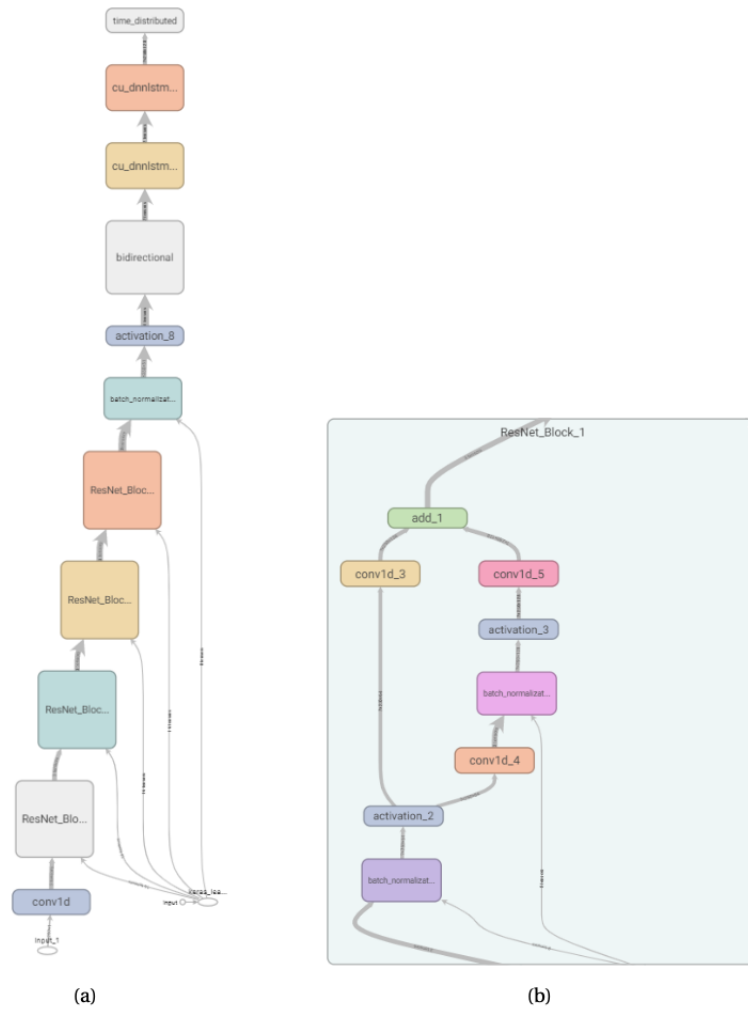 time_distributed
cu_dnnlstm...
cu_dnnlstm...
bidirectional
activation_8
batch_normalizat...
ResNet_Bloc...
ResNet_Bloc...
ResNet_Bloc...
ResNet_Blo...
conv1d
input_1
keras_lea...
input
(a)
ResNet_Block_1
add_1
conv1d_3
conv1d_5
activation_3
batch_normalizat...
conv1d_4
activation_2
batch_normalizat...
(b)